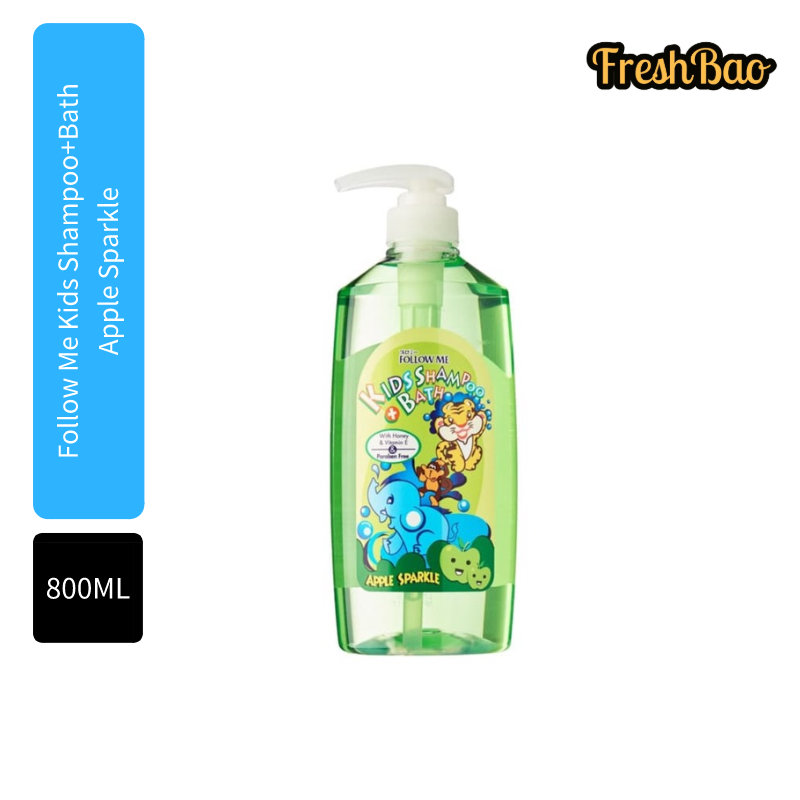 FreshBao
Follow Me Kids Shampoo+Bath
Apple Sparkle
800ML
FOLLOW ME
KIDS SHAMPOO
+ BATH
With Honey
& Vitamin E
&
Paraben Free
APPLE SPARKLE